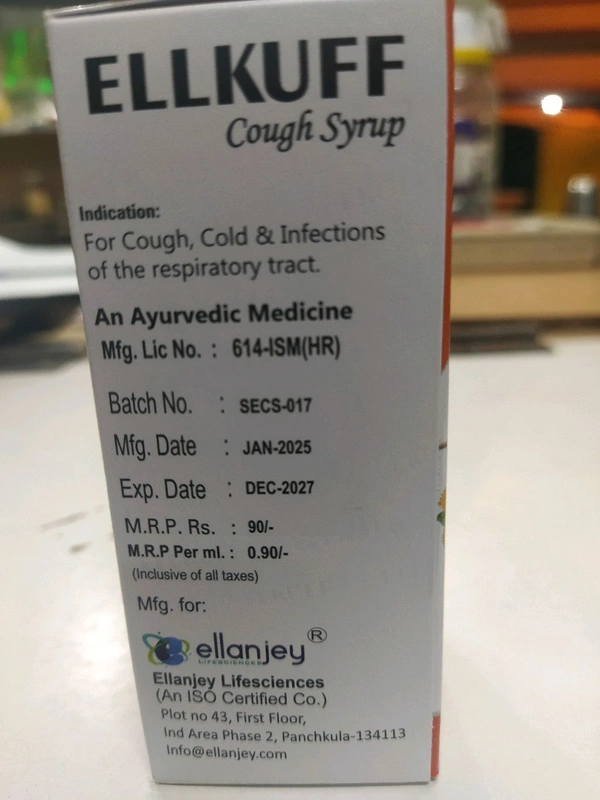 ELLKUFF
Cough Syrup
Indication:
For Cough, Cold & Infections
of the respiratory tract.
An Ayurvedic Medicine
Mfg. Lic No. : 614-ISM(HR)
Batch No. : SECS-017
Mfg. Date : JAN-2025
Exp. Date : DEC-2027
M.R.P. Rs. : 90/-
M.R.P Per ml. : 0.90/-
(Inclusive of all taxes)
Mfg. for:
ellanjey®
LIFESCIENCES
Ellanjey Lifesciences
(An ISO Certified Co.)
Plot no 43, First Floor,
Ind Area Phase 2, Panchkula-134113
Info@ellanjey.com